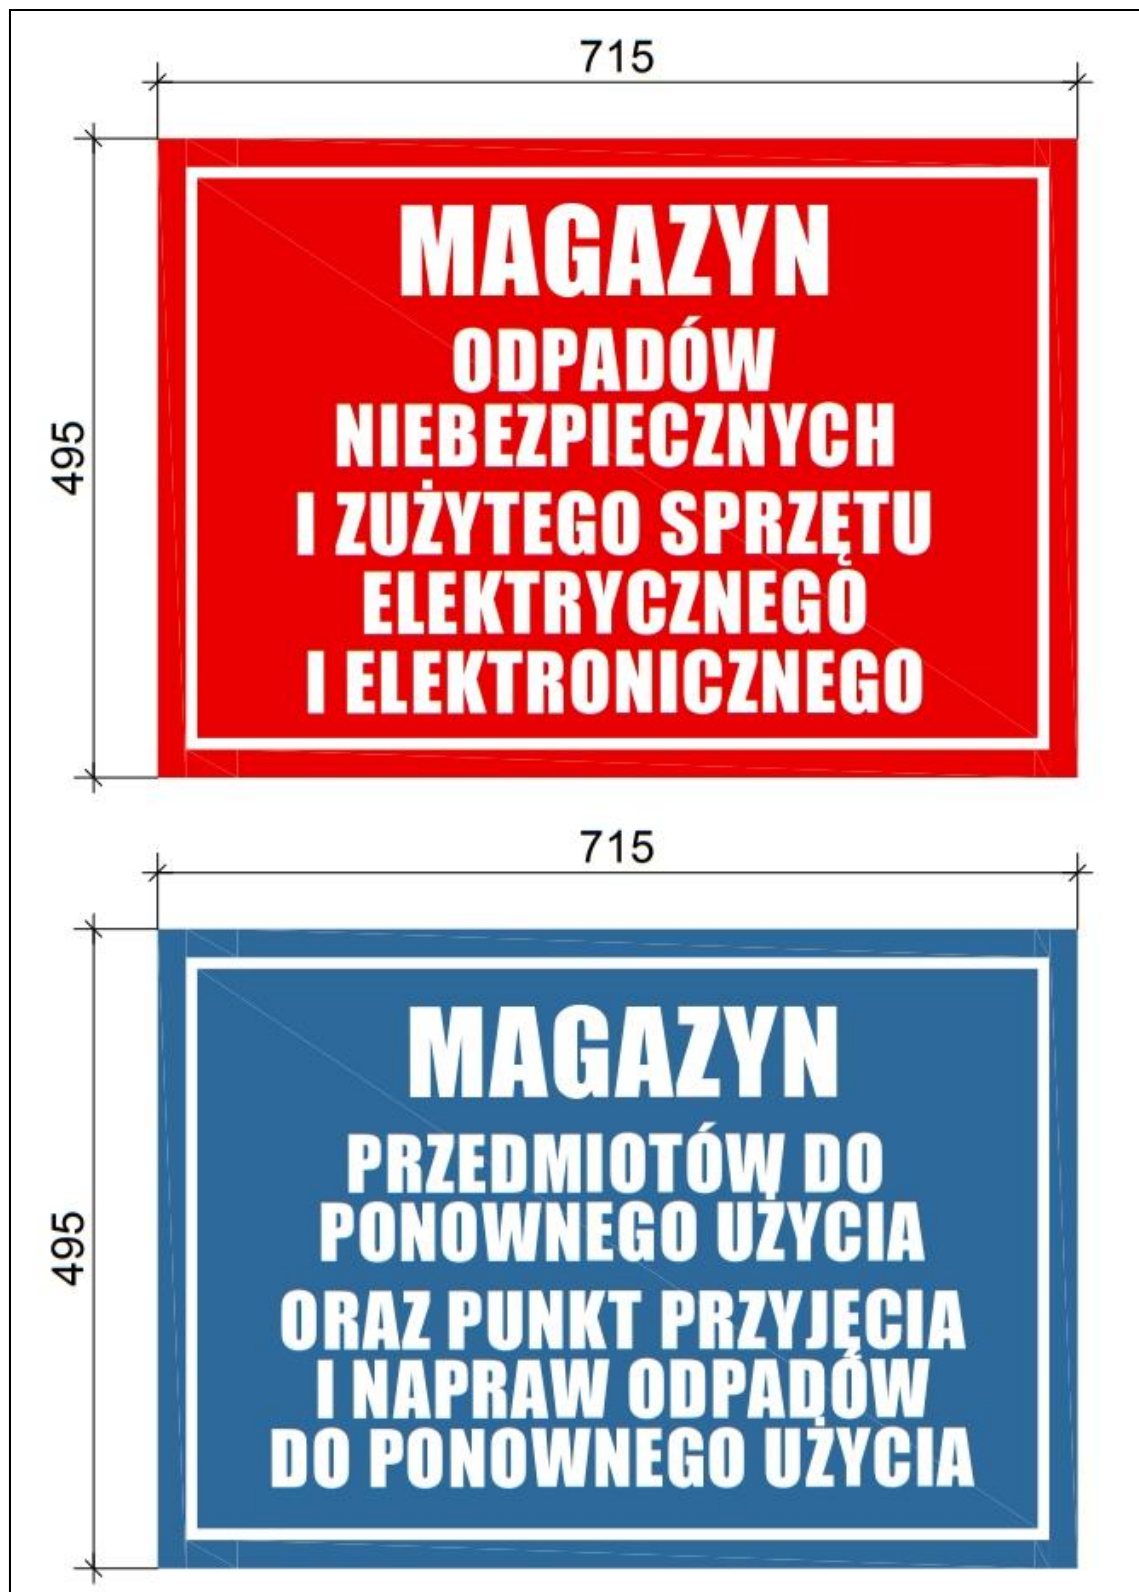 715
495
MAGAZYN
ODPADÓW
NIEBEZPIECZNYCH
I ZUŻYTEGO SPRZĘTU
ELEKTRYCZNEGO
I ELEKTRONICZNEGO
715
495
MAGAZYN
PRZEDMIOTÓW DO
PONOWNEGO UŻYCIA
ORAZ PUNKT PRZYJĘCIA
I NAPRAW ODPADÓW
DO PONOWNEGO UŻYCIA